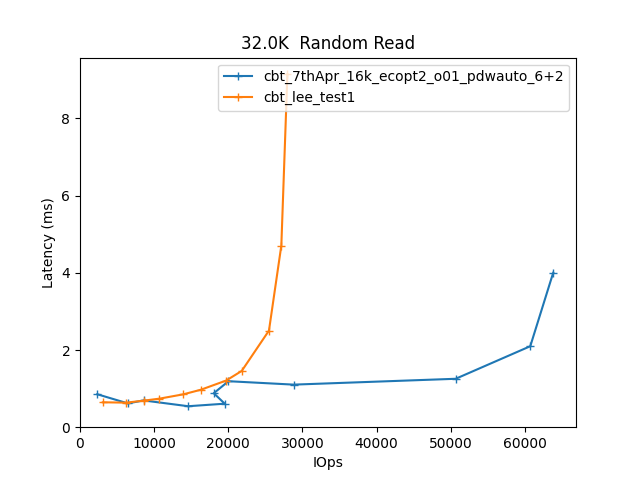 32.0K  Random Read
cbt_7thApr_16k_ecopt2_o01_pdwauto_6+2
cbt_lee_test1
Latency (ms)
8
6
4
2
0
0 10000 20000 30000 40000 50000 60000
IOps